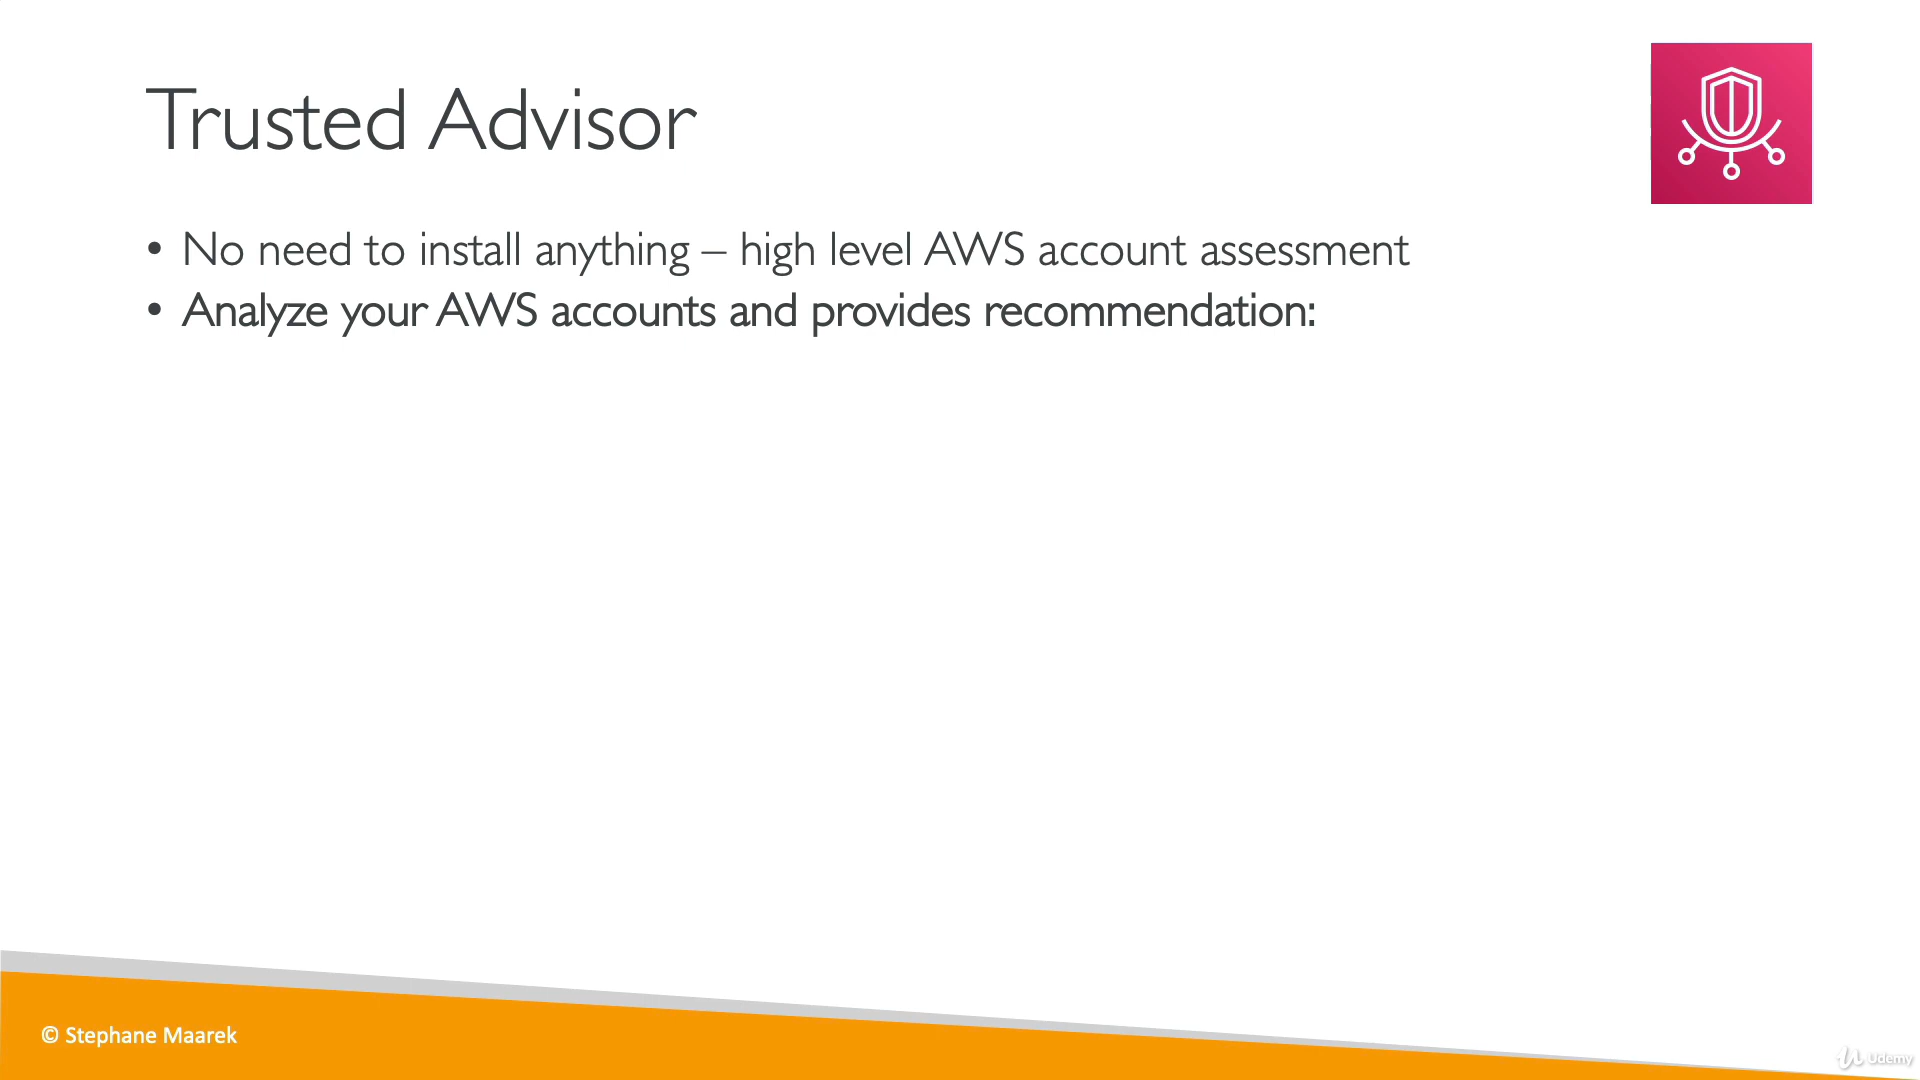 Trusted Advisor
• No need to install anything – high level AWS account assessment
• Analyze your AWS accounts and provides recommendation:
© Stephane Maarek
Udemy